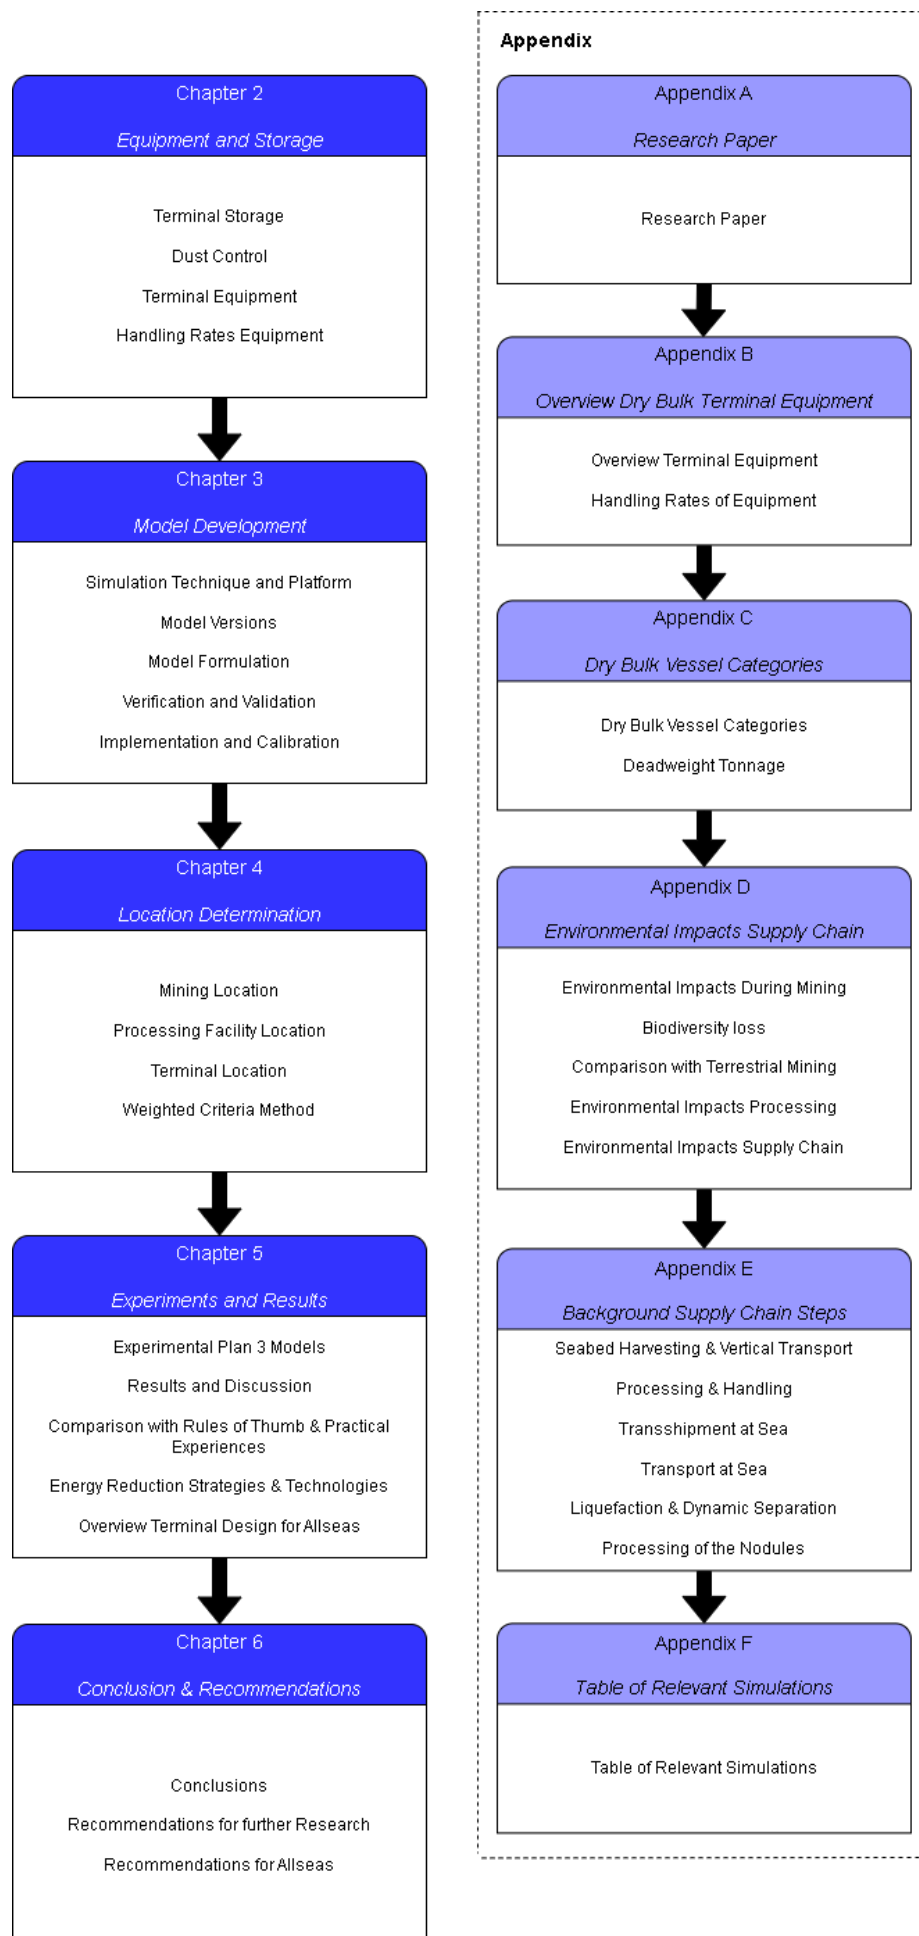 Chapter 2
Equipment and Storage
Terminal Storage
Dust Control
Terminal Equipment
Handling Rates Equipment
Chapter 3
Model Development
Simulation Technique and Platform
Model Versions
Model Formulation
Verification and Validation
Implementation and Calibration
Chapter 4
Location Determination
Mining Location
Processing Facility Location
Terminal Location
Weighted Criteria Method
Chapter 5
Experiments and Results
Experimental Plan 3 Models
Results and Discussion
Comparison with Rules of Thumb & Practical
Experiences
Energy Reduction Strategies & Technologies
Overview Terminal Design for Allseas
Chapter 6
Conclusion & Recommendations
Conclusions
Recommendations for further Research
Recommendations for Allseas
Appendix
Appendix A
Research Paper
Research Paper
Appendix B
Overview Dry Bulk Terminal Equipment
Overview Terminal Equipment
Handling Rates of Equipment
Appendix C
Dry Bulk Vessel Categories
Dry Bulk Vessel Categories
Deadweight Tonnage
Appendix D
Environmental Impacts Supply Chain
Environmental Impacts During Mining
Biodiversity loss
Comparison with Terrestrial Mining
Environmental Impacts Processing
Environmental Impacts Supply Chain
Appendix E
Background Supply Chain Steps
Seabed Harvesting & Vertical Transport
Processing & Handling
Transshipment at Sea
Transport at Sea
Liquefaction & Dynamic Separation
Processing of the Nodules
Appendix F
Table of Relevant Simulations
Table of Relevant Simulations